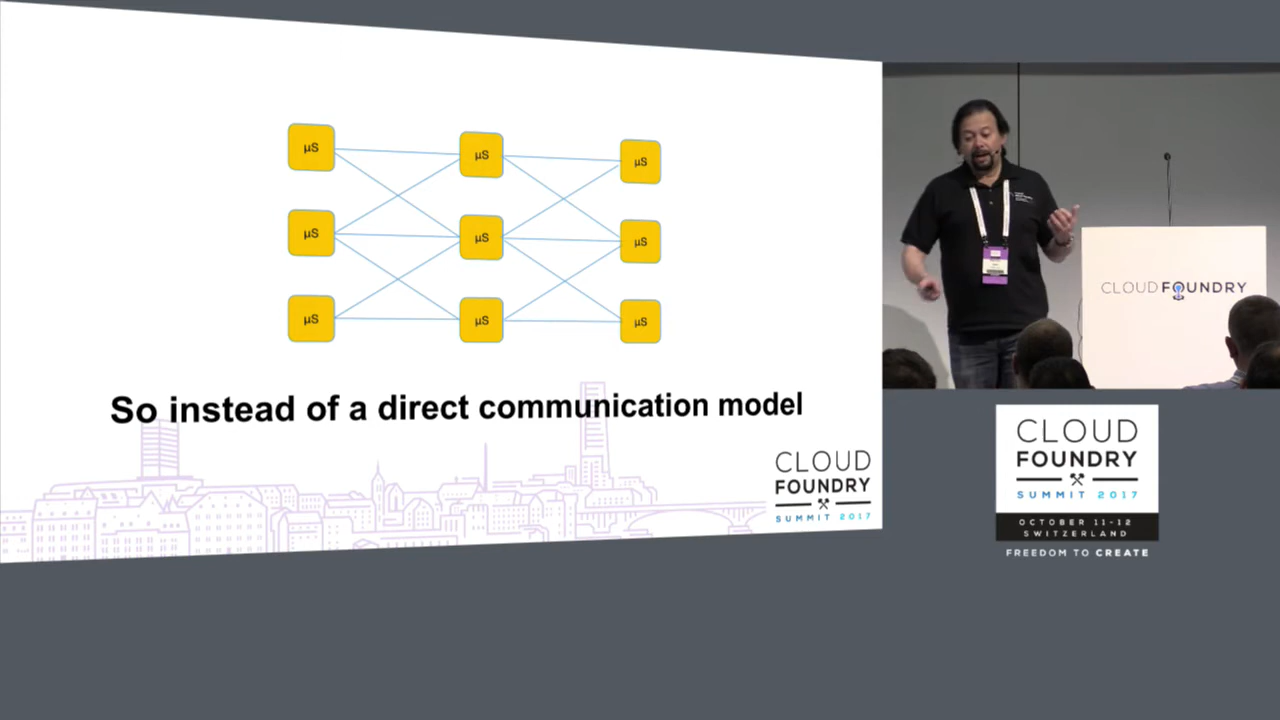 µS
µS
µS
µS
µS
µS
µS
µS
µS
So instead of a direct communication model
CLOUD
FOUNDRY
SUMMIT 2017
CLOUD FOUNDRY
CLOUD
FOUNDRY
SUMMIT 2017
OCTOBER 11-12
SWITZERLAND
FREEDOM TO CREATE